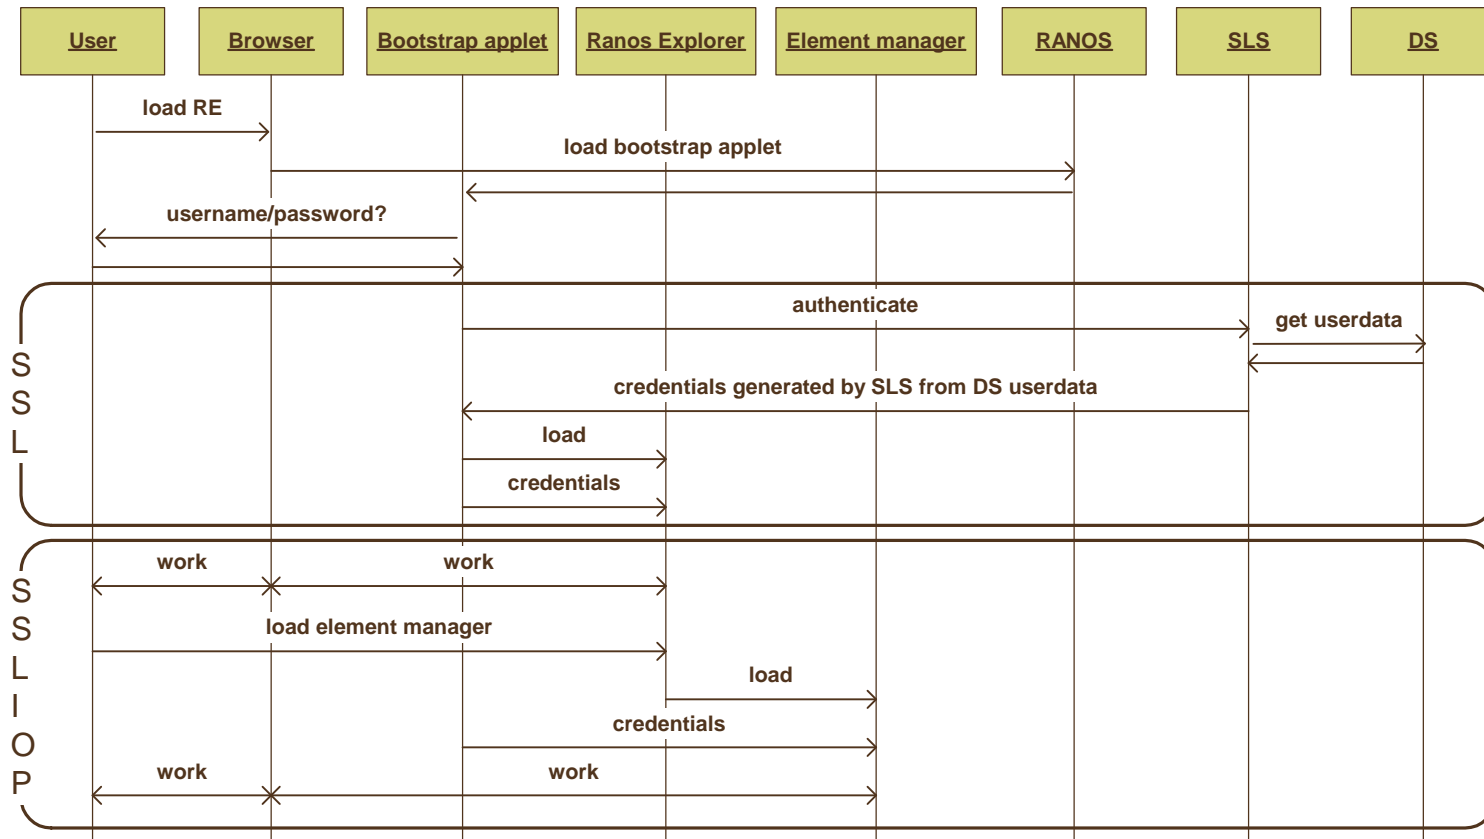 User
Browser
Bootstrap applet
Ranos Explorer
Element manager
RANOS
SLS
DS
load RE
load bootstrap applet
username/password?
SSL
authenticate
get userdata
credentials generated by SLS from DS userdata
load
credentials
SSLIOP
work
work
load element manager
load
credentials
work
work